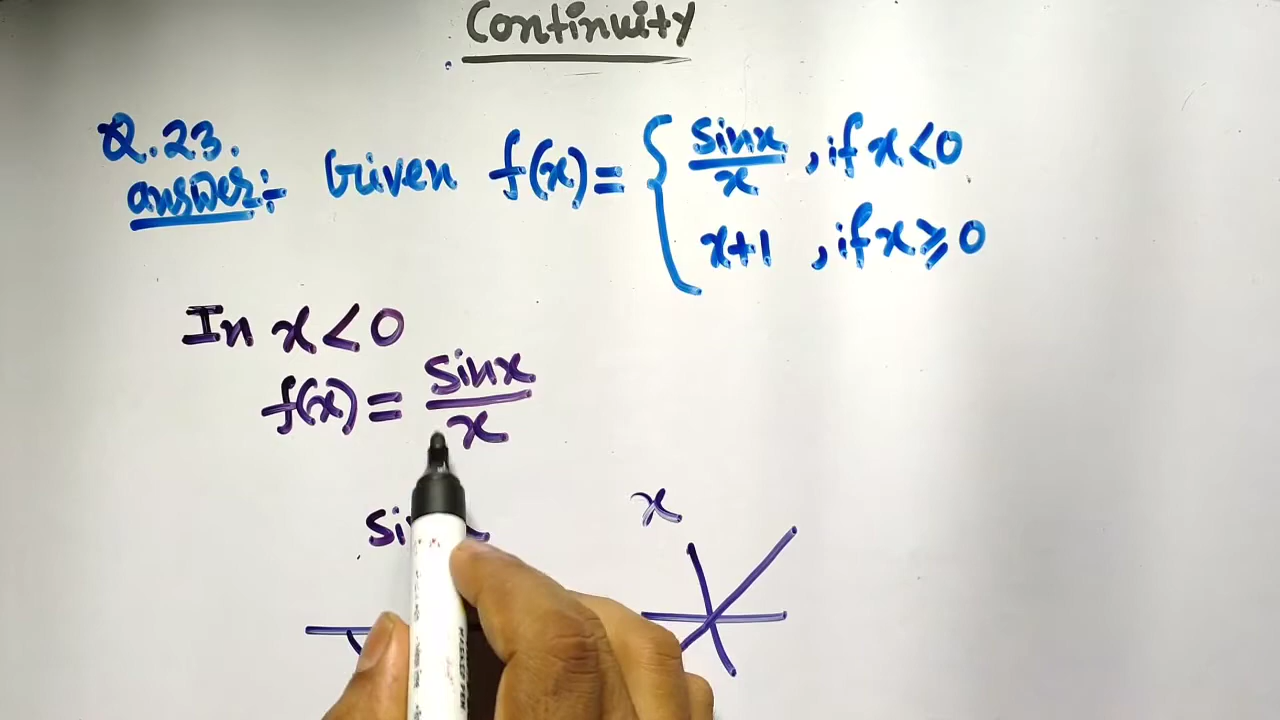 Continuity
Q.23.
answer:- Given f(x) = { sinx/x , if x < 0
x+1 , if x ≥ 0
In x < 0
f(x) = sinx/x
x